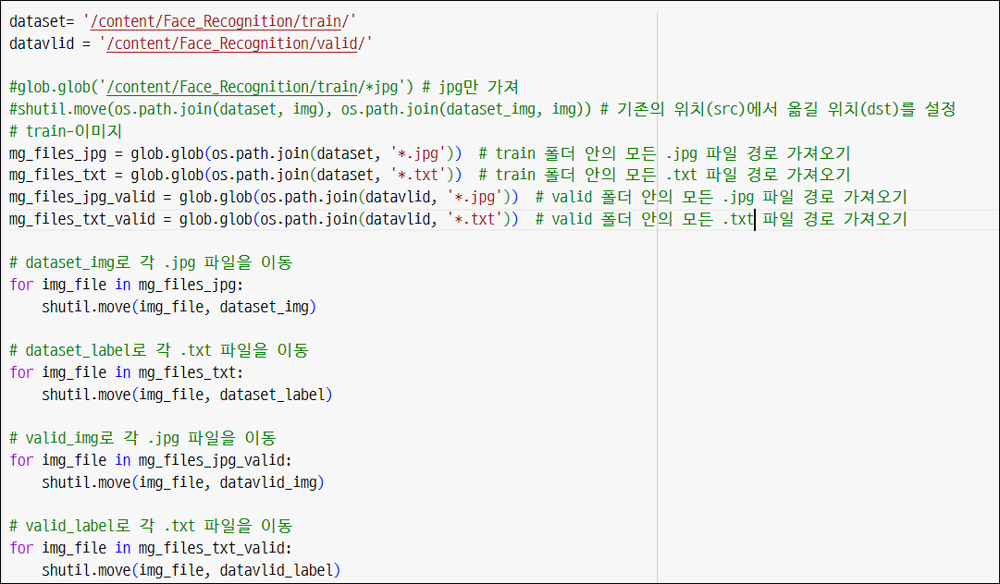 dataset= '/content/Face_Recognition/train/'
datavlid = '/content/Face_Recognition/valid/'
#glob.glob('/content/Face_Recognition/train/*jpg') # jpg만 가져
#shutil.move(os.path.join(dataset, img), os.path.join(dataset_img, img)) # 기존의 위치(src)에서 옮길 위치(dst)를 설정
# train-이미지
mg_files_jpg = glob.glob(os.path.join(dataset, '*.jpg'))  # train 폴더 안의 모든 .jpg 파일 경로 가져오기
mg_files_txt = glob.glob(os.path.join(dataset, '*.txt'))  # train 폴더 안의 모든 .txt 파일 경로 가져오기
mg_files_jpg_valid = glob.glob(os.path.join(datavlid, '*.jpg'))  # valid 폴더 안의 모든 .jpg 파일 경로 가져오기
mg_files_txt_valid = glob.glob(os.path.join(datavlid, '*.txt'))  # valid 폴더 안의 모든 .txt 파일 경로 가져오기
# dataset_img로 각 .jpg 파일을 이동
for img_file in mg_files_jpg:
    shutil.move(img_file, dataset_img)
# dataset_label로 각 .txt 파일을 이동
for img_file in mg_files_txt:
    shutil.move(img_file, dataset_label)
# valid_img로 각 .jpg 파일을 이동
for img_file in mg_files_jpg_valid:
    shutil.move(img_file, datavlid_img)
# valid_label로 각 .txt 파일을 이동
for img_file in mg_files_txt_valid:
    shutil.move(img_file, datavlid_label)